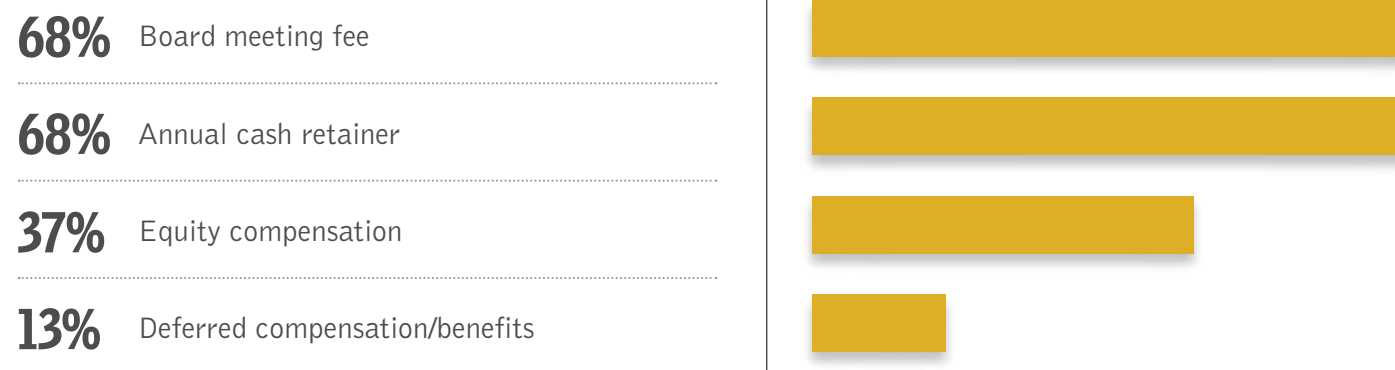 68% Board meeting fee
68% Annual cash retainer
37% Equity compensation
13% Deferred compensation/benefits